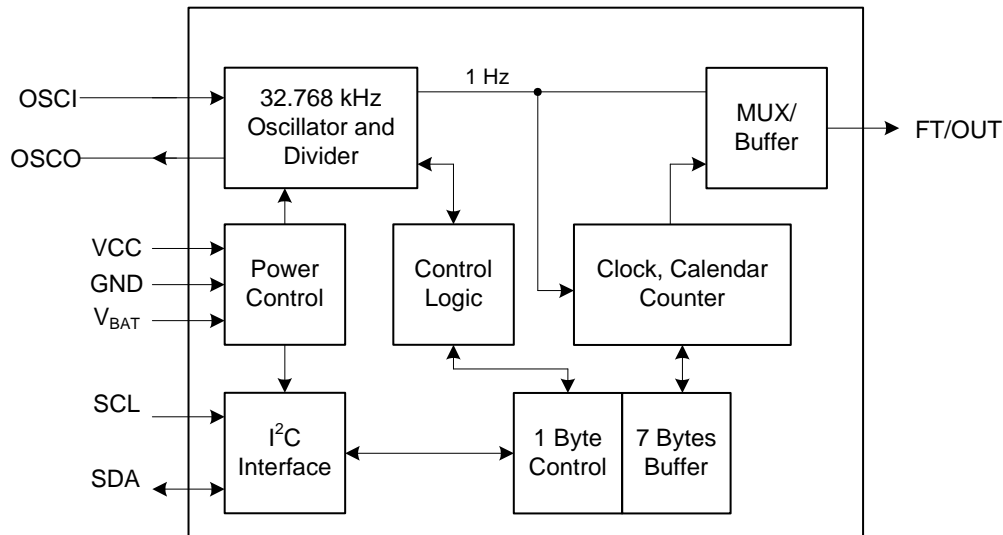 OSCI
OSCO
VCC
GND
VBAT
SCL
SDA
32.768 kHz
Oscillator and
Divider
1 Hz
MUX/
Buffer
FT/OUT
Power
Control
Control
Logic
Clock, Calendar
Counter
I²C
Interface
1 Byte
Control
7 Bytes
Buffer